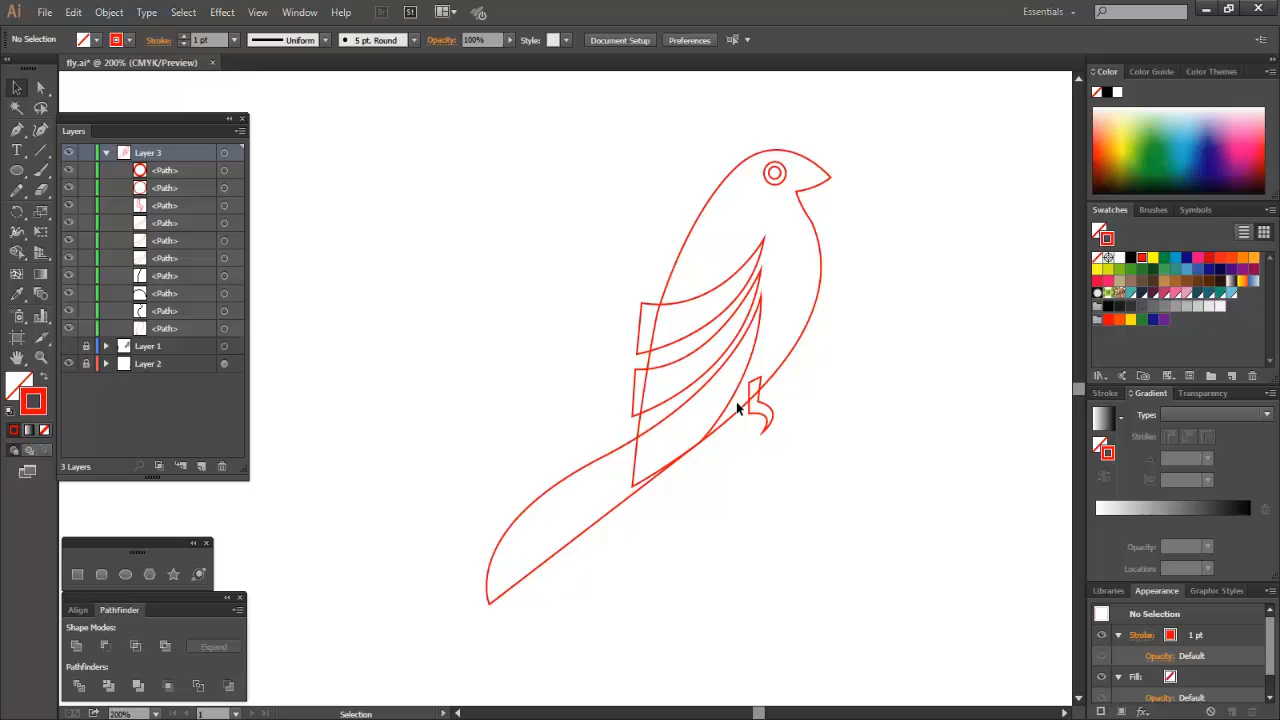 Ai File Edit Object Type Select Effect View Window Help Br St Essentials
No Selection Stroke: 1 pt Uniform 5 pt. Round Opacity: 100% Style: Document Setup Preferences
fly.ai* @ 200% (CMYK/Preview)
Layers
Layer 3
<Path>
<Path>
<Path>
<Path>
<Path>
<Path>
<Path>
<Path>
<Path>
<Path>
Layer 1
Layer 2
3 Layers
Align Pathfinder
Shape Modes:
Expand
Pathfinders:
200% 1 Selection
Color Color Guide Color Themes
Swatches Brushes Symbols
Stroke Gradient Transparency
Type:
Stroke:
Opacity:
Locations:
Libraries Appearance Graphic Styles
No Selection
Stroke: 1 pt
Opacity: Default
Fill:
Opacity: Default
fx